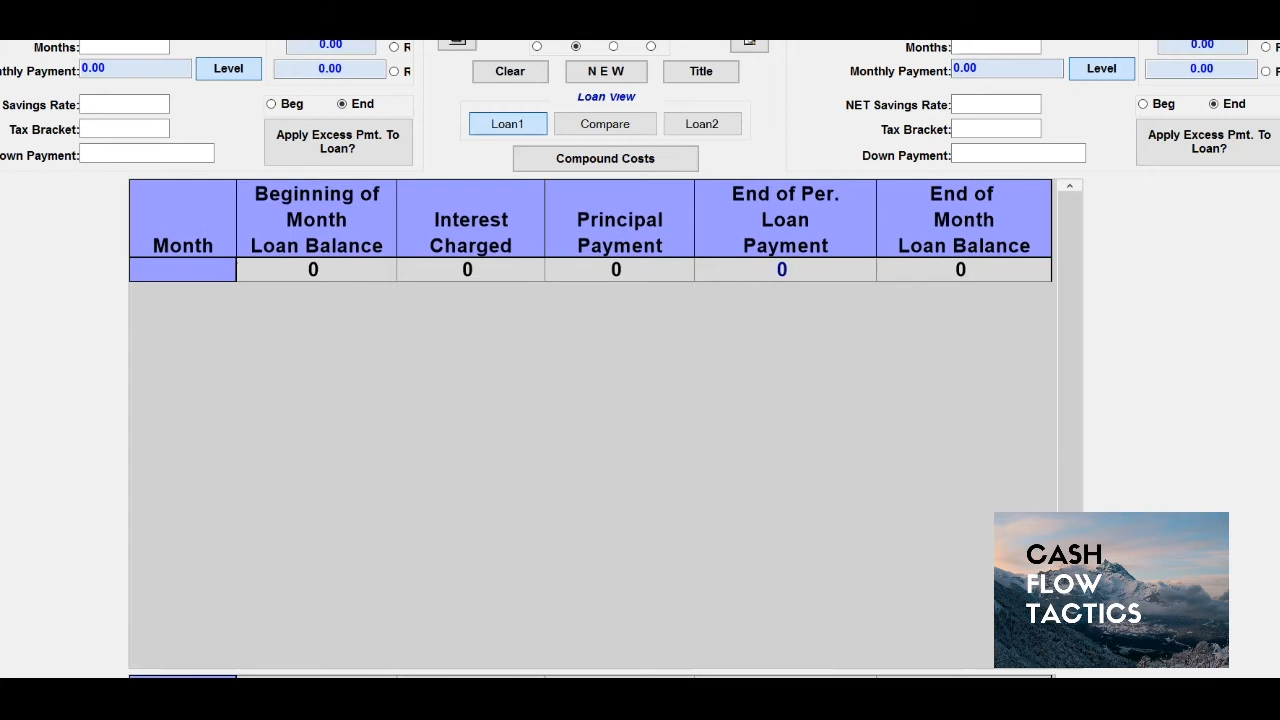 Months:
0.00
R
Months:
0.00
F
nthly Payment:
0.00
Level
0.00
R
Clear
N E W
Title
Monthly Payment:
0.00
Level
0.00
F
Loan View
Savings Rate:
Beg
End
NET Savings Rate:
Beg
End
Loan1
Compare
Loan2
Tax Bracket:
Apply Excess Pmt. To
Loan?
Tax Bracket:
Apply Excess Pmt. To
Loan?
own Payment:
Compound Costs
Down Payment:
Month
Beginning of
Month
Loan Balance
Interest
Charged
Principal
Payment
End of Per.
Loan
Payment
End of
Month
Loan Balance
0
0
0
0
0
CASH
FLOW
TACTICS